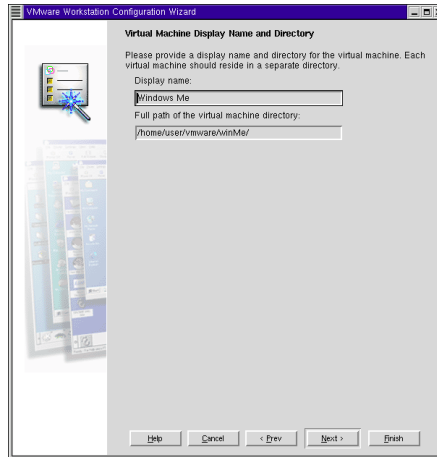 VMware Workstation Configuration Wizard
Virtual Machine Display Name and Directory
Please provide a display name and directory for the virtual machine. Each
virtual machine should reside in a separate directory.
Display name:
Windows Me
Full path of the virtual machine directory:
/home/user/vmware/winMe/
Help
Cancel
< Prev
Next >
Finish